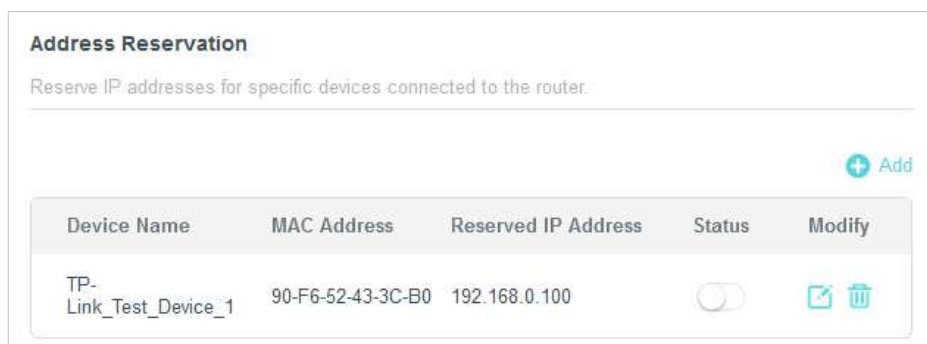 Address Reservation
Reserve IP addresses for specific devices connected to the router.
Add
Device Name MAC Address Reserved IP Address Status Modify
TP-
Link_Test_Device_1 90-F6-52-43-3C-B0 192.168.0.100